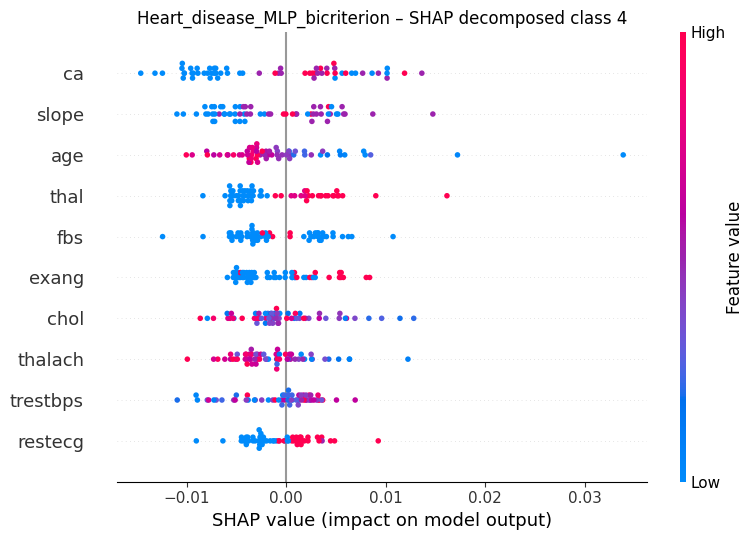 Heart_disease_MLP_bicriterion – SHAP decomposed class 4
High
ca
slope
age
thal
fbs
exang
chol
thalach
trestbps
restecg
Feature value
Low
−0.01 0.00 0.01 0.02 0.03
SHAP value (impact on model output)